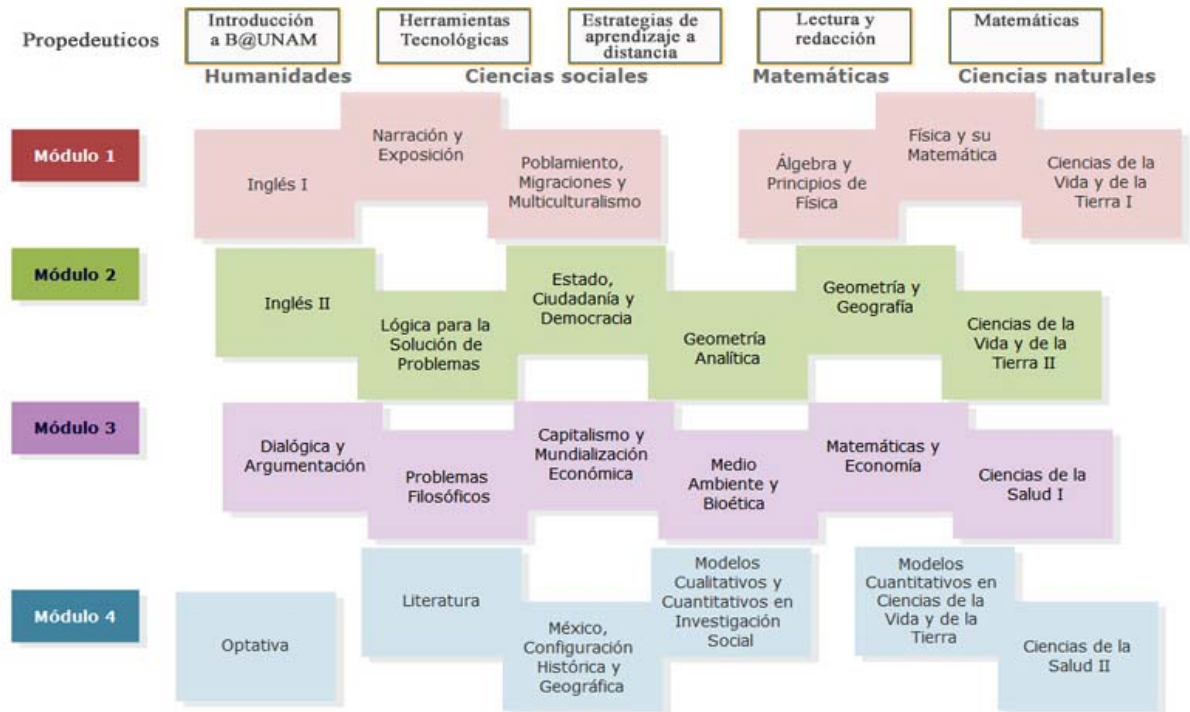 Propedeuticos
Introducción
a B@UNAM
Herramientas
Tecnológicas
Estrategias de
aprendizaje a
distancia
Lectura y
redacción
Matemáticas
Humanidades
Ciencias sociales
Matemáticas
Ciencias naturales
Módulo 1
Inglés I
Narración y
Exposición
Poblamiento,
Migraciones y
Multiculturalismo
Álgebra y
Principios de
Física
Física y su
Matemática
Ciencias de la
Vida y de la
Tierra I
Módulo 2
Inglés II
Lógica para la
Solución de
Problemas
Estado,
Ciudadanía y
Democracia
Geometría
Analítica
Geometría y
Geografía
Ciencias de la
Vida y de la
Tierra II
Módulo 3
Dialógica y
Argumentación
Problemas
Filosóficos
Capitalismo y
Mundialización
Económica
Medio
Ambiente y
Bioética
Matemáticas y
Economía
Ciencias de la
Salud I
Módulo 4
Optativa
Literatura
México,
Configuración
Histórica y
Geográfica
Modelos
Cualitativos y
Cuantitativos en
Investigación
Social
Modelos
Cuantitativos en
Ciencias de la
Vida y de la
Tierra
Ciencias de la
Salud II